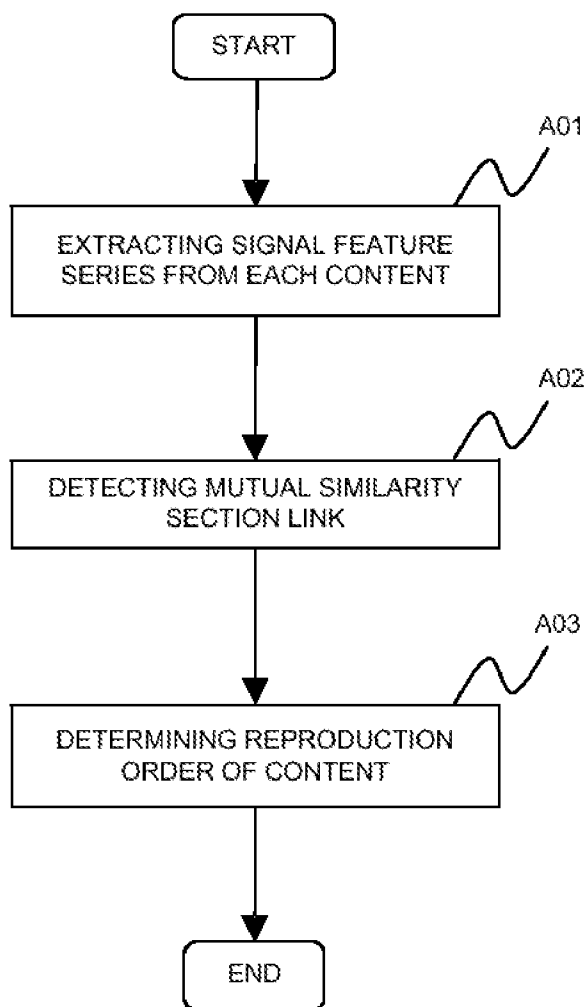 START
A01
EXTRACTING SIGNAL FEATURE
SERIES FROM EACH CONTENT
A02
DETECTING MUTUAL SIMILARITY
SECTION LINK
A03
DETERMINING REPRODUCTION
ORDER OF CONTENT
END